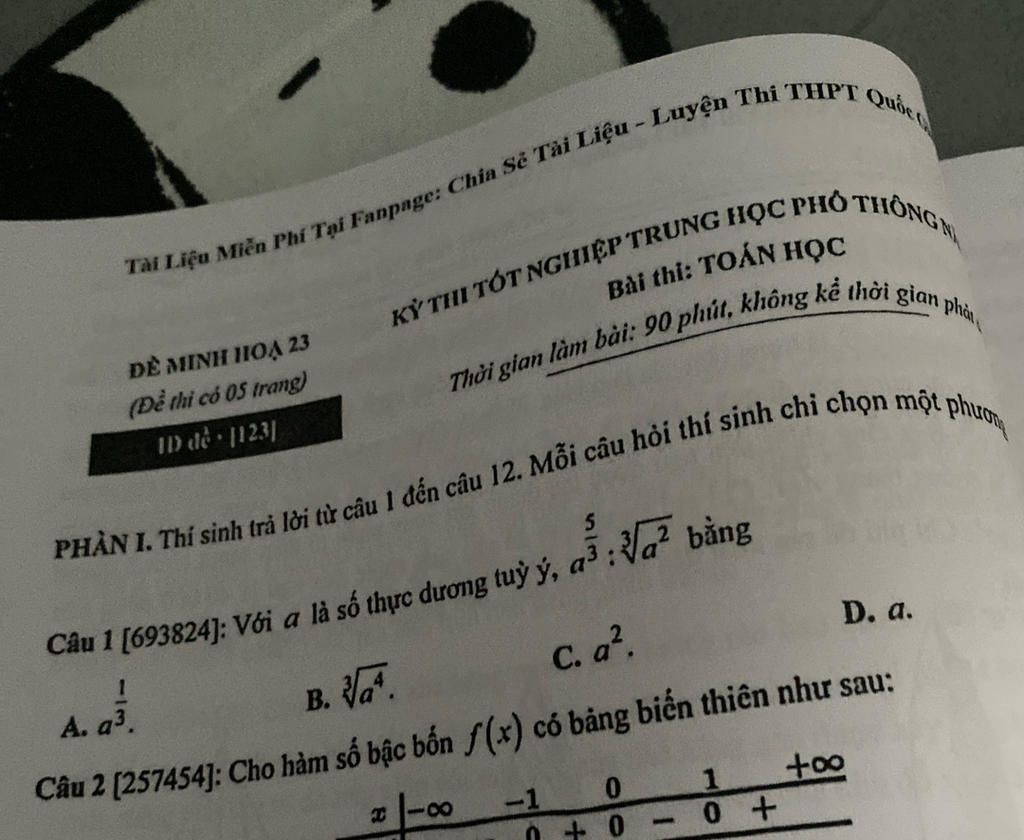 Tài Liệu Miễn Phí Tại Fanpage: Chia Sẻ Tài Liệu - Luyện Thi THPT Quốc
KỲ THI TỐT NGHIỆP TRUNG HỌC PHỔ THÔNG
Bài thi: TOÁN HỌC
Thời gian làm bài: 90 phút, không kể thời gian phát
ĐỀ MINH HOẠ 23
(Đề thi có 05 trang)
ID đề: [123]
PHẦN I. Thí sinh trả lời từ câu 1 đến câu 12. Mỗi câu hỏi thí sinh chỉ chọn một phương
Câu 1 [693824]: Với a là số thực dương tuỳ ý, a^{5/3} : ∛(a^2) bằng
A. a^{1/3}. B. ∛(a^4). C. a^2. D. a.
Câu 2 [257454]: Cho hàm số bậc bốn f(x) có bảng biến thiên như sau:
x −∞ −1 0 1 +∞
0 + 0 − 0 +